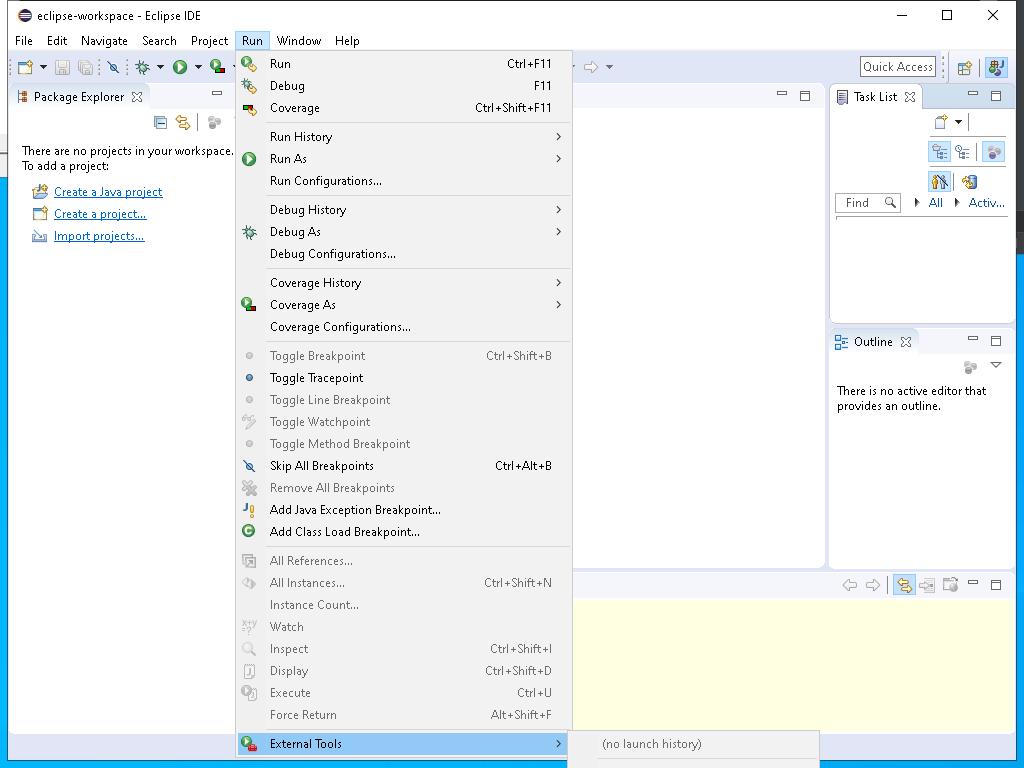 eclipse-workspace - Eclipse IDE
File Edit Navigate Search Project Run Window Help
Quick Access
Package Explorer
There are no projects in your workspace.
To add a project:
Create a Java project
Create a project...
Import projects...
Run Ctrl+F11
Debug F11
Coverage Ctrl+Shift+F11
Run History
Run As
Run Configurations...
Debug History
Debug As
Debug Configurations...
Coverage History
Coverage As
Coverage Configurations...
Toggle Breakpoint Ctrl+Shift+B
Toggle Tracepoint
Toggle Line Breakpoint
Toggle Watchpoint
Toggle Method Breakpoint
Skip All Breakpoints Ctrl+Alt+B
Remove All Breakpoints
Add Java Exception Breakpoint...
Add Class Load Breakpoint...
All References...
All Instances... Ctrl+Shift+N
Instance Count...
Watch
Inspect Ctrl+Shift+I
Display Ctrl+Shift+D
Execute Ctrl+U
Force Return Alt+Shift+F
External Tools
(no launch history)
Task List
Find All Activ...
Outline
There is no active editor that
provides an outline.